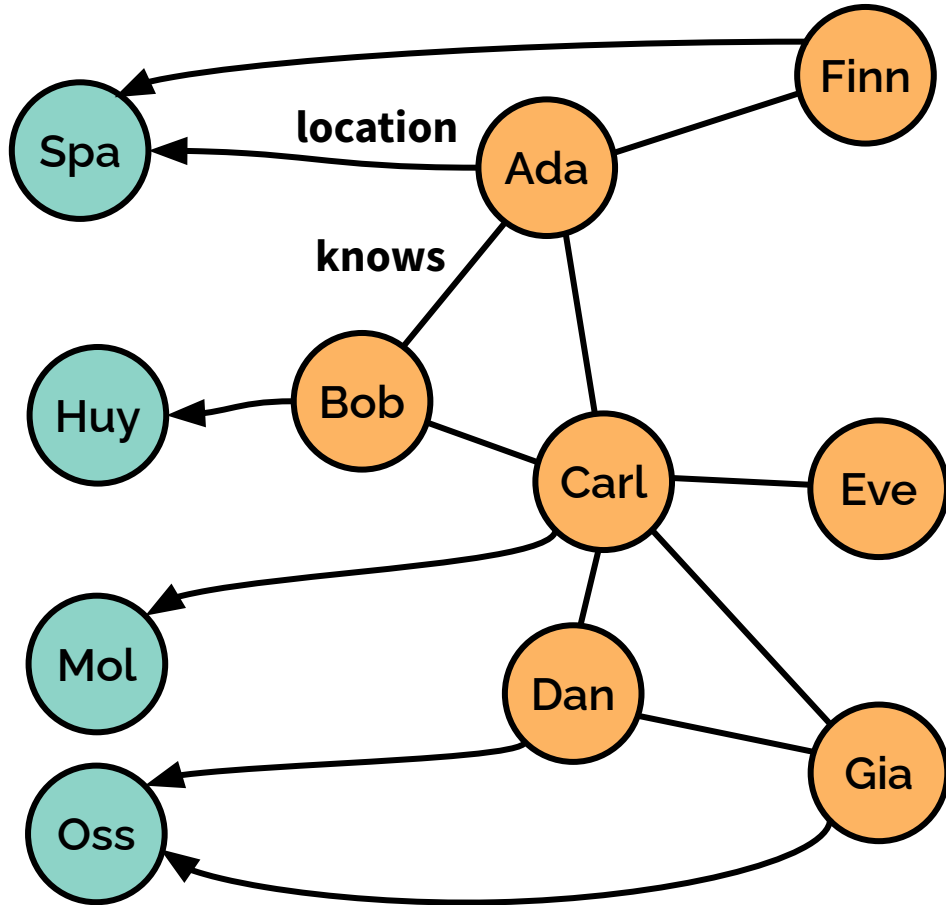 Finn
Spa
location
Ada
knows
Huy
Bob
Carl
Eve
Mol
Dan
Gia
Oss